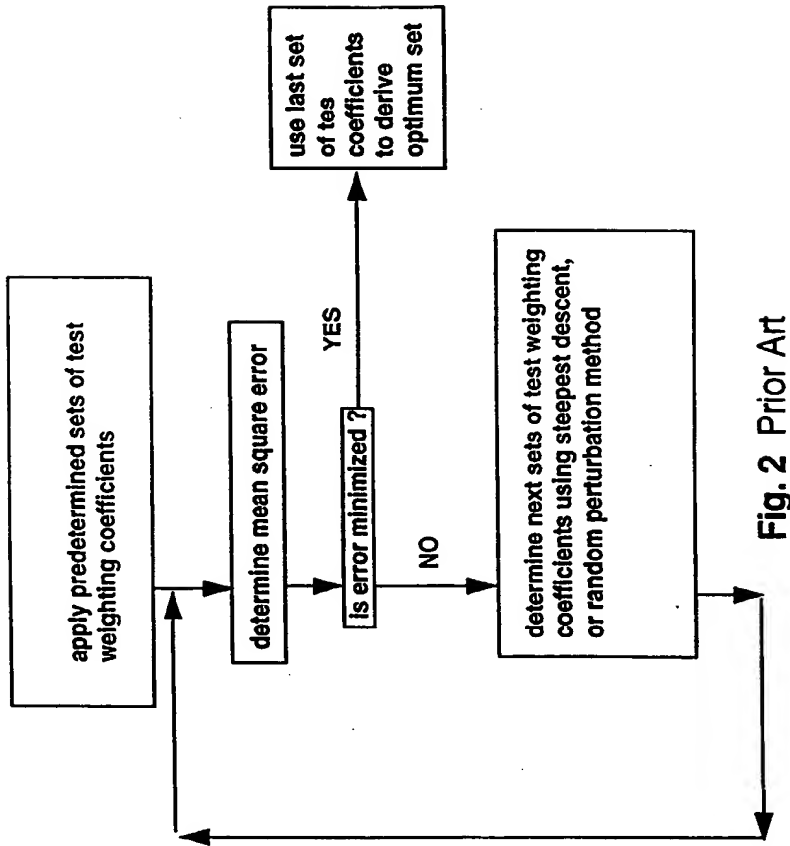 apply predetermined sets of test
weighting coefficients
determine mean square error
is error minimized ?
YES
use last set
of tes
coefficients
to derive
optimum set
NO
determine next sets of test weighting
coefficients using steepest descent,
or random perturbation method
Fig. 2 Prior Art